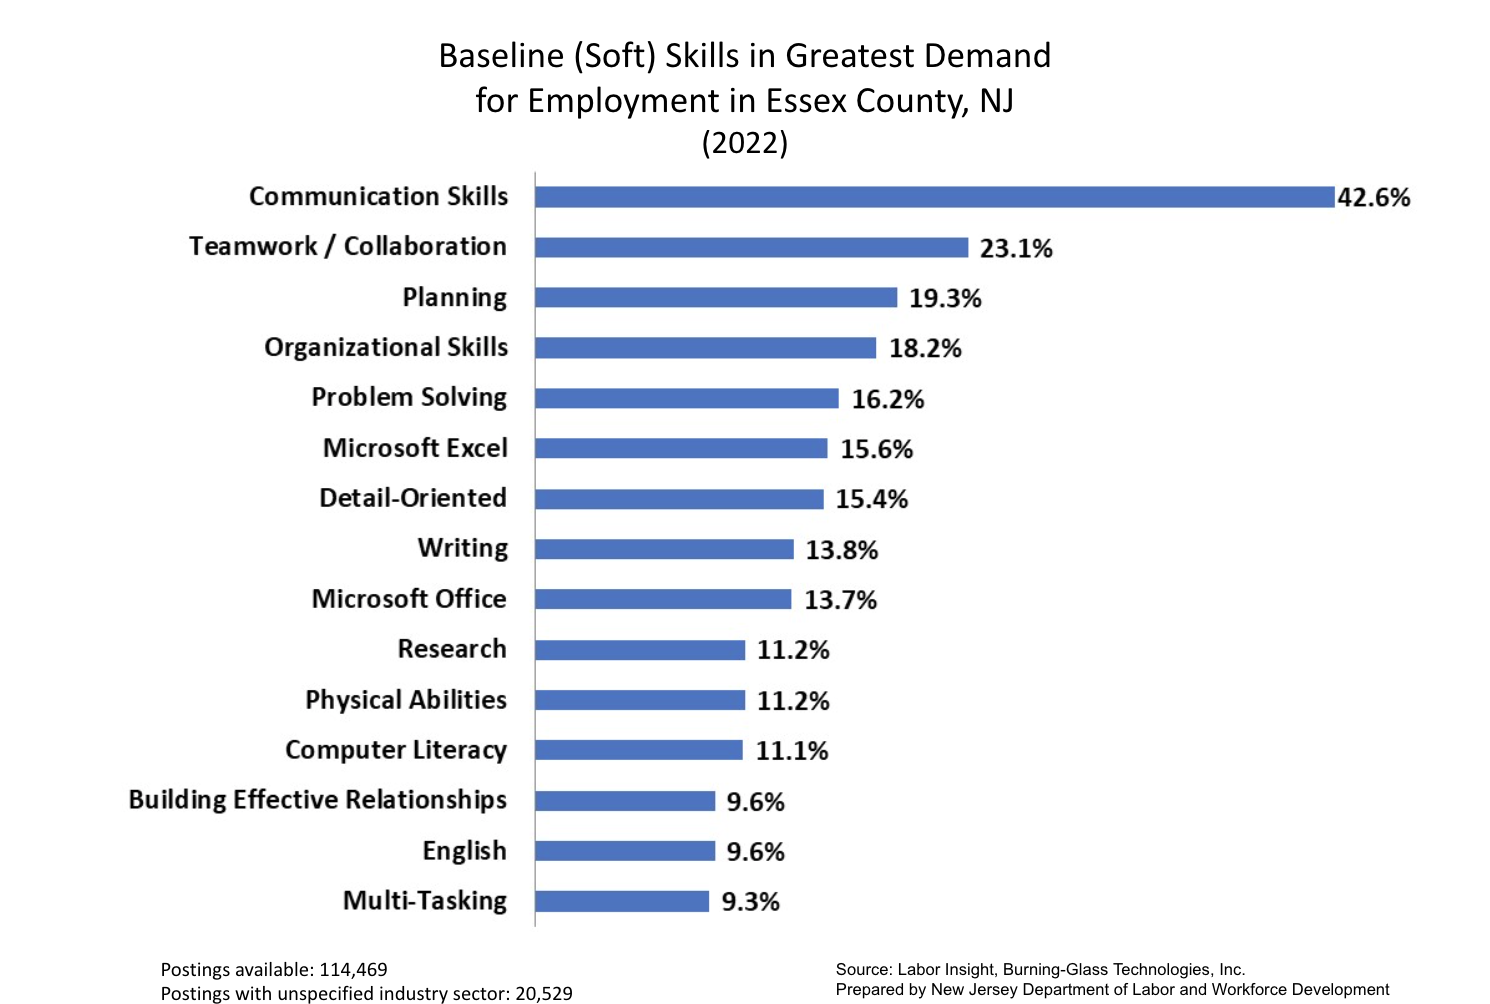 Baseline (Soft) Skills in Greatest Demand
for Employment in Essex County, NJ
(2022)
Communication Skills 42.6%
Teamwork / Collaboration 23.1%
Planning 19.3%
Organizational Skills 18.2%
Problem Solving 16.2%
Microsoft Excel 15.6%
Detail-Oriented 15.4%
Writing 13.8%
Microsoft Office 13.7%
Research 11.2%
Physical Abilities 11.2%
Computer Literacy 11.1%
Building Effective Relationships 9.6%
English 9.6%
Multi-Tasking 9.3%
Postings available: 114,469
Postings with unspecified industry sector: 20,529
Source: Labor Insight, Burning-Glass Technologies, Inc.
Prepared by New Jersey Department of Labor and Workforce Development